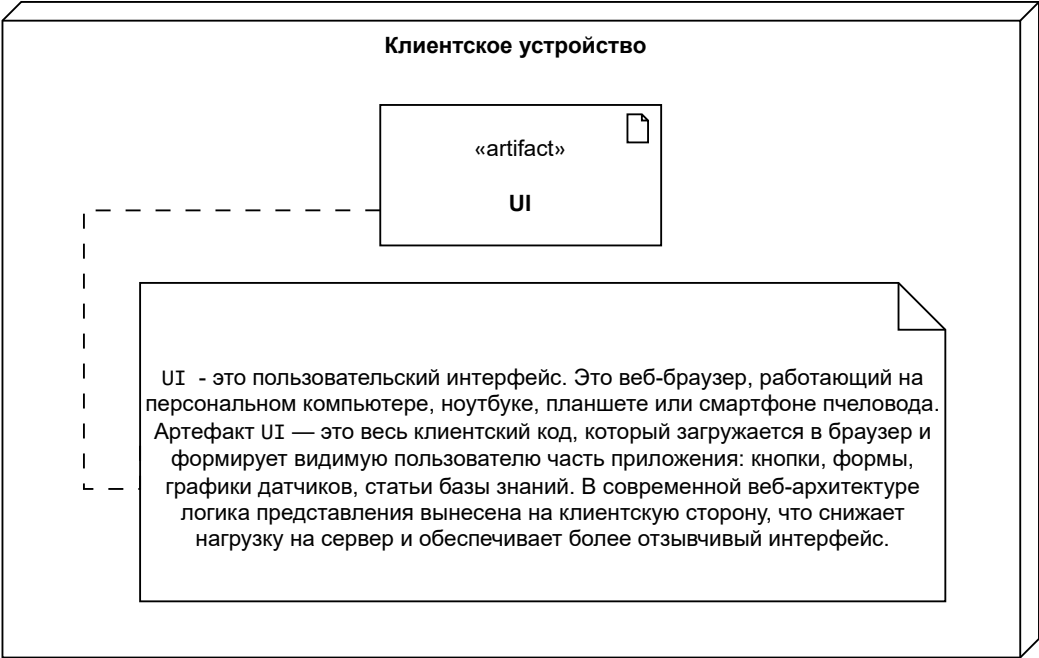 Клиентское устройство
«artifact»
UI
UI - это пользовательский интерфейс. Это веб-браузер, работающий на
персональном компьютере, ноутбуке, планшете или смартфоне пчеловода.
Артефакт UI — это весь клиентский код, который загружается в браузер и
формирует видимую пользователю часть приложения: кнопки, формы,
графики датчиков, статьи базы знаний. В современной веб-архитектуре
логика представления вынесена на клиентскую сторону, что снижает
нагрузку на сервер и обеспечивает более отзывчивый интерфейс.